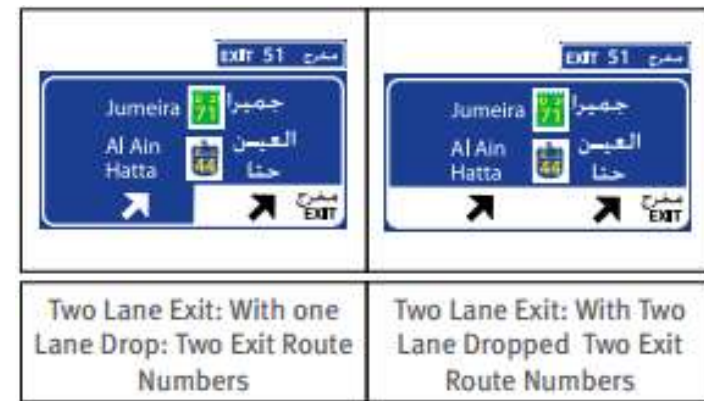 EXIT 51 مخرج
Jumeira 71 جميرا
Al Ain 44 العين
Hatta حتا
مخرج
EXIT
EXIT 51 مخرج
Jumeira 71 جميرا
Al Ain 44 العين
Hatta حتا
مخرج
EXIT
Two Lane Exit: With one
Lane Drop: Two Exit Route
Numbers
Two Lane Exit: With Two
Lane Dropped Two Exit
Route Numbers